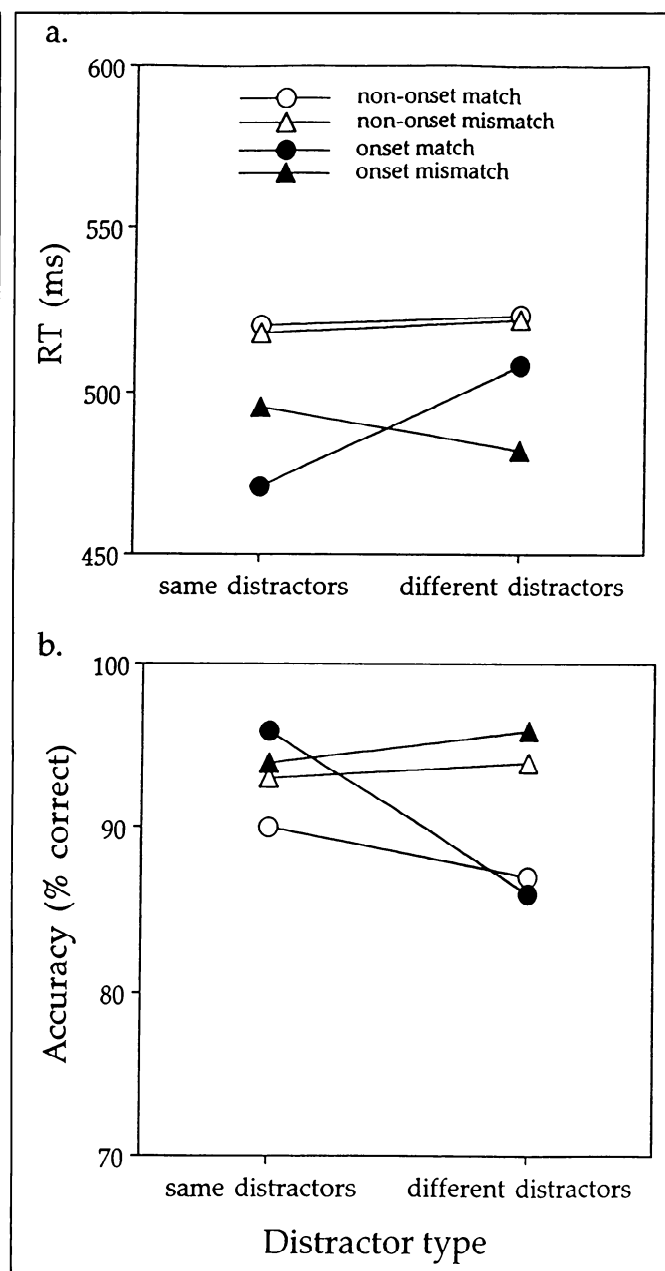 a.
600
non-onset match
non-onset mismatch
onset match
onset mismatch
550
RT (ms)
500
450
same distractors different distractors
b.
100
90
Accuracy (% correct)
80
70
same distractors different distractors
Distractor type